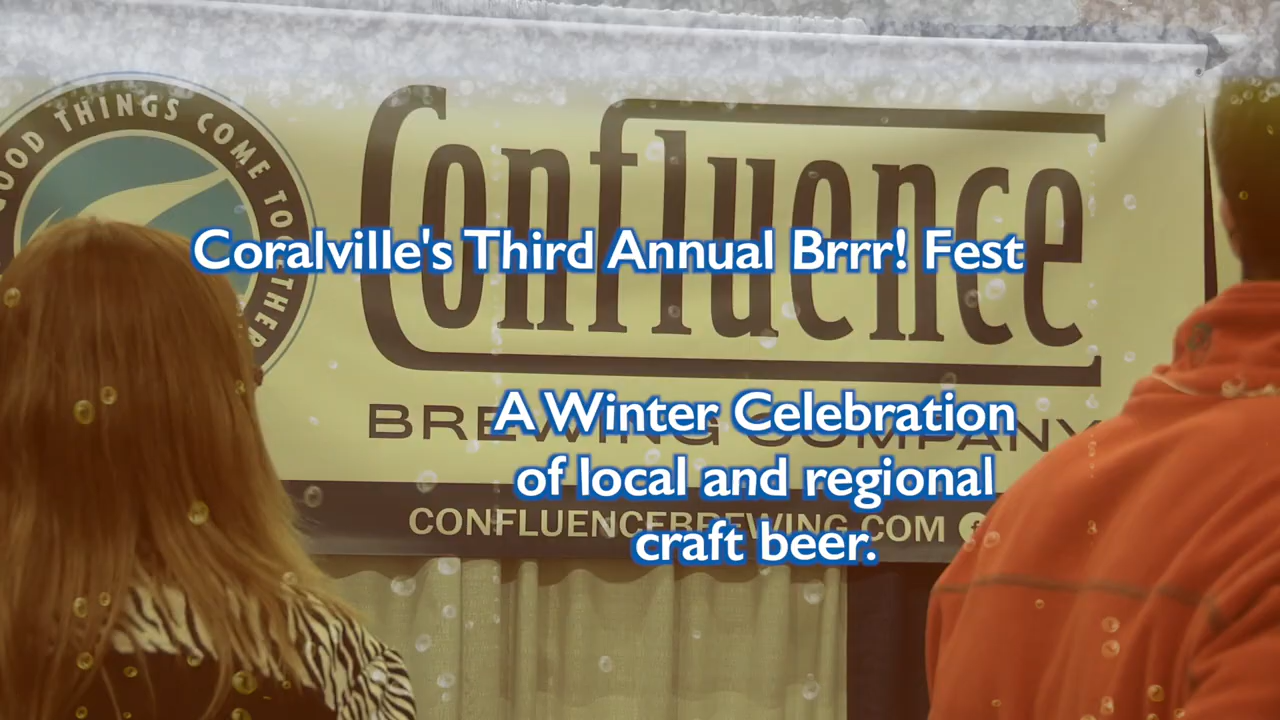 GOOD THINGS COME TOGETHER
Confluence
Coralville's Third Annual Brrr! Fest
BREWING COMPANY
A Winter Celebration
of local and regional
CONFLUENCEBREWING.COM
craft beer.